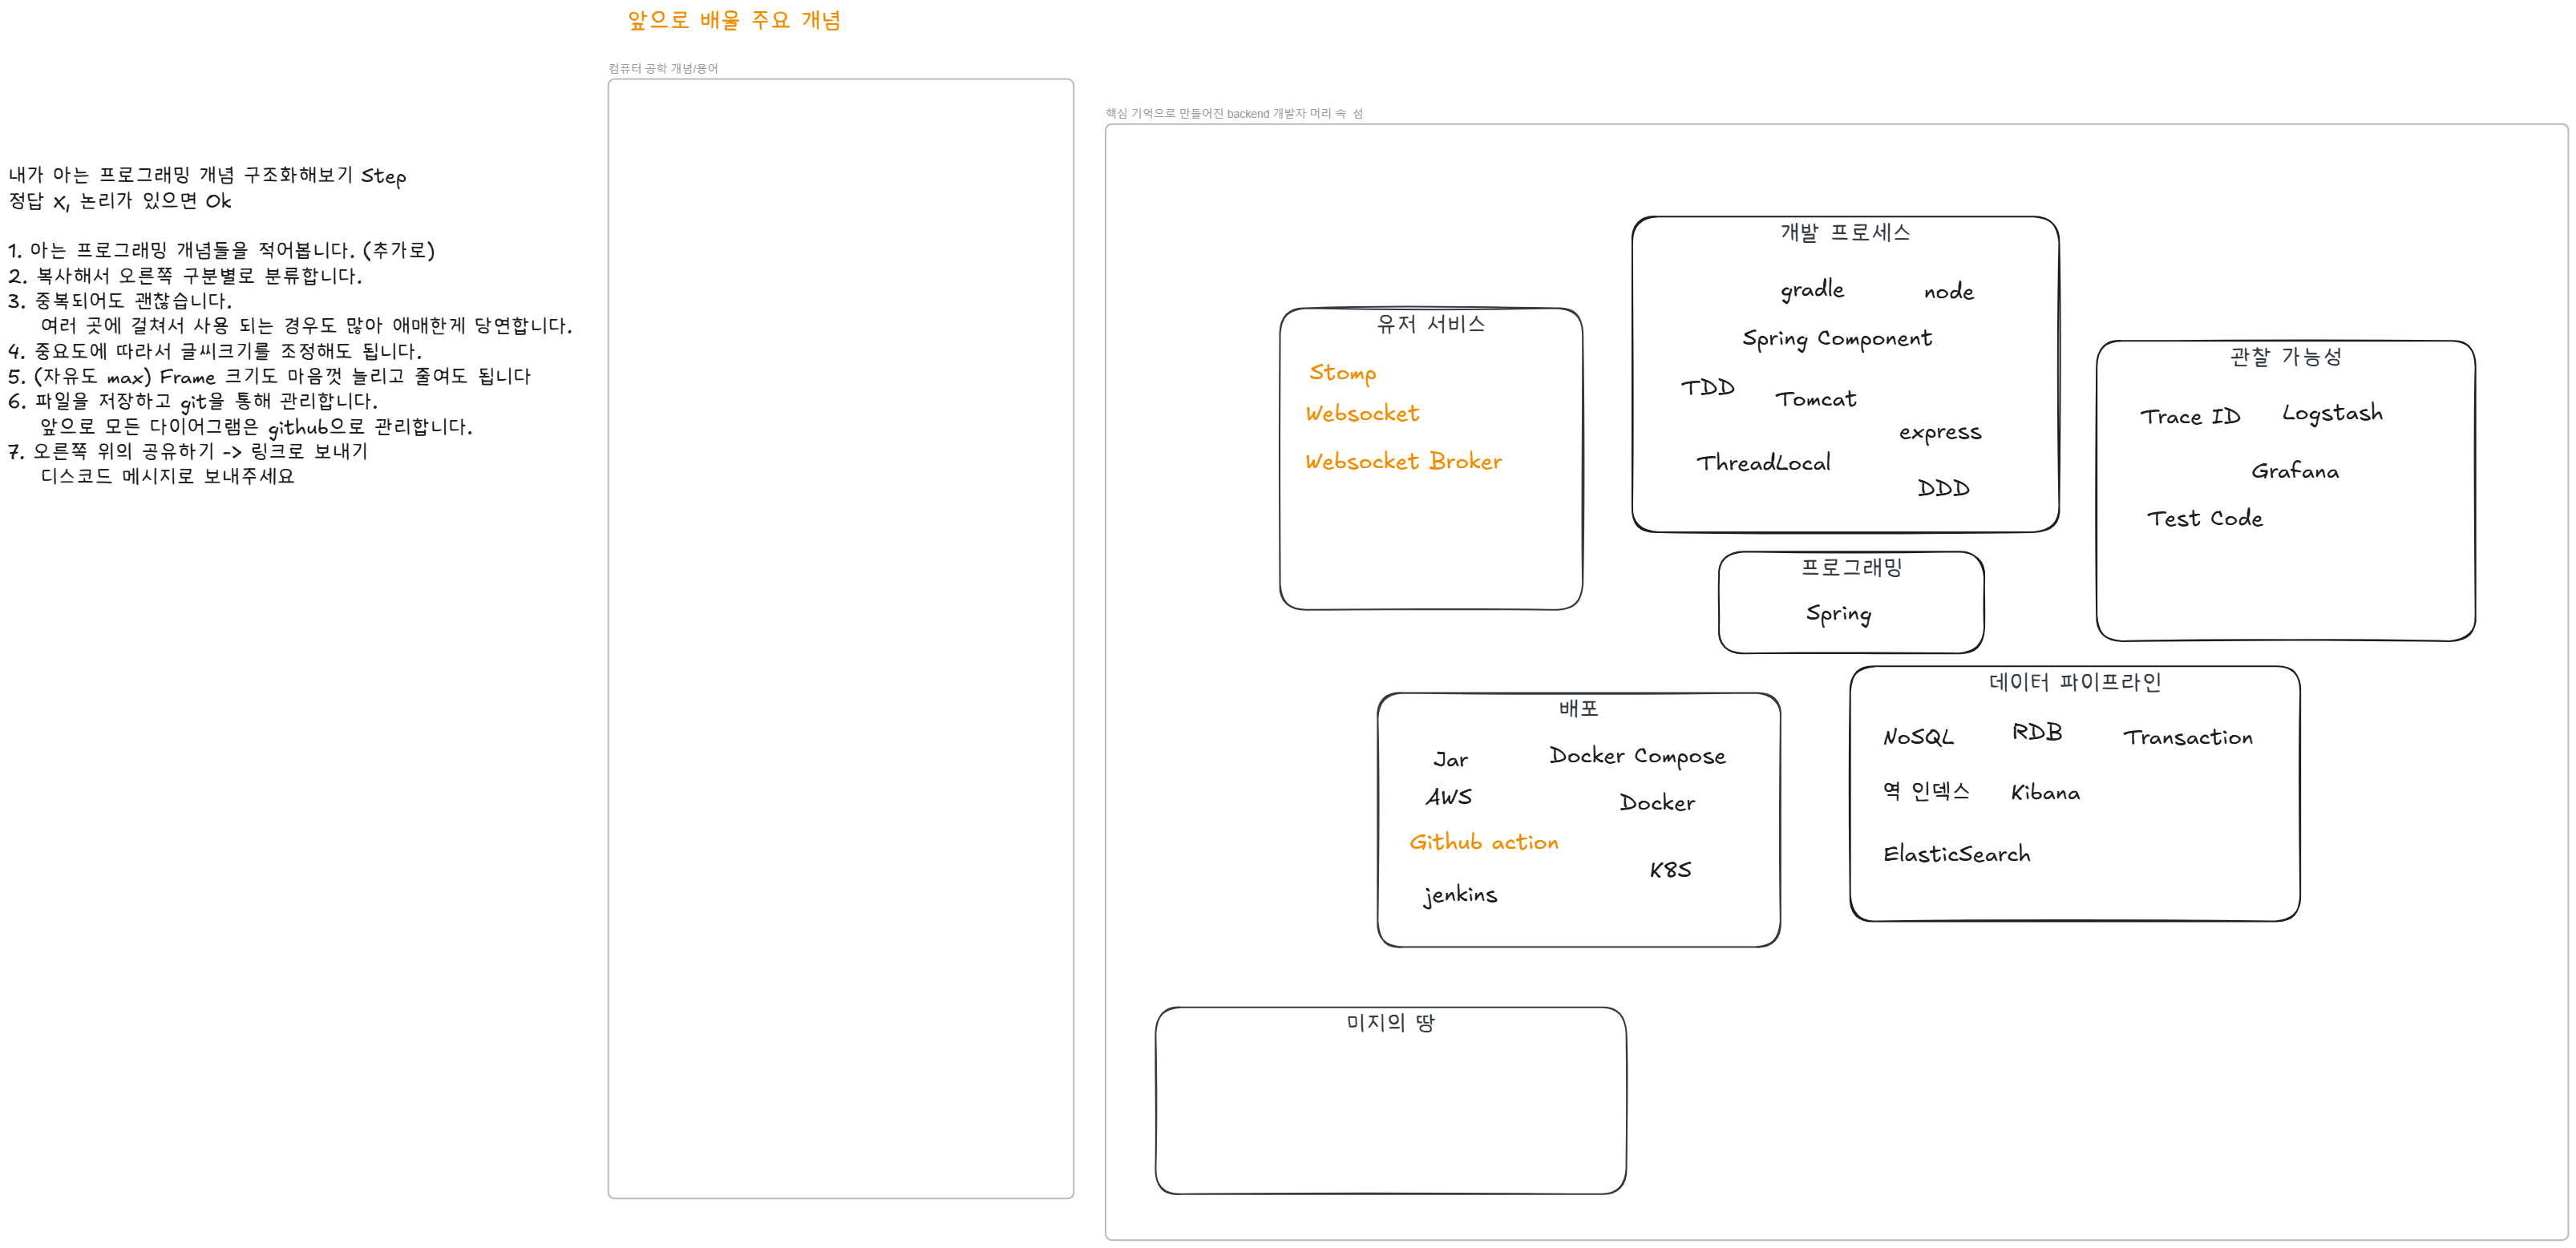 앞으로 배울 주요 개념
컴퓨터 공학 개념/용어
핵심 기억으로 만들어진 backend 개발자 머리 속 섬
내가 아는 프로그래밍 개념 구조화해보기 Step
정답 X, 논리가 있으면 Ok
1. 아는 프로그래밍 개념들을 적어봅니다. (추가로)
2. 복사해서 오른쪽 구분별로 분류합니다.
3. 중복되어도 괜찮습니다.
여러 곳에 걸쳐서 사용 되는 경우도 많아 애매한게 당연합니다.
4. 중요도에 따라서 글씨크기를 조정해도 됩니다.
5. (자유도 max) Frame 크기도 마음껏 늘리고 줄여도 됩니다
6. 파일을 저장하고 git을 통해 관리합니다.
앞으로 모든 다이어그램은 github으로 관리합니다.
7. 오른쪽 위의 공유하기 -> 링크로 보내기
디스코드 메시지로 보내주세요
유저 서비스
Stomp
Websocket
Websocket Broker
개발 프로세스
gradle
node
Spring Component
TDD
Tomcat
express
ThreadLocal
DDD
관찰 가능성
Trace ID
Logstash
Grafana
Test Code
프로그래밍
Spring
배포
Jar
Docker Compose
AWS
Docker
Github action
K8S
jenkins
데이터 파이프라인
NoSQL
RDB
Transaction
역 인덱스
Kibana
ElasticSearch
미지의 땅